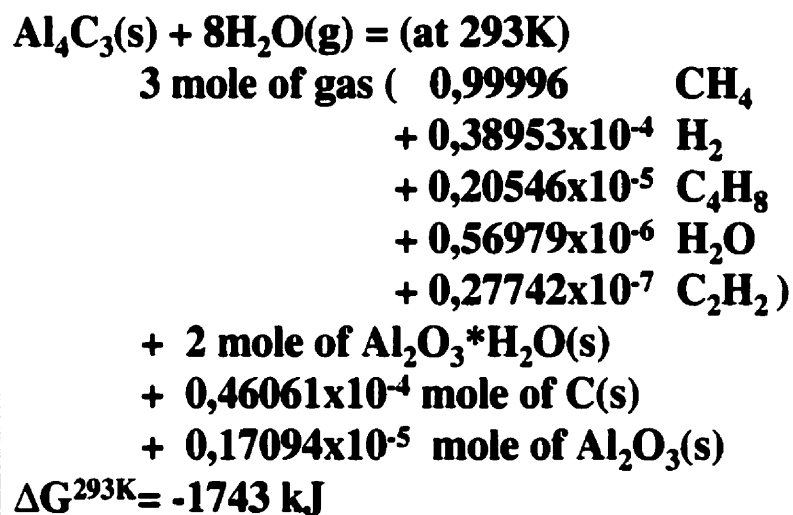 Al₄C₃(s) + 8H₂O(g) = (at 293K)
3 mole of gas ( 0,99996 CH₄
+ 0,38953x10⁻⁴ H₂
+ 0,20546x10⁻⁵ C₄H₈
+ 0,56979x10⁻⁶ H₂O
+ 0,27742x10⁻⁷ C₂H₂ )
+ 2 mole of Al₂O₃*H₂O(s)
+ 0,46061x10⁻⁴ mole of C(s)
+ 0,17094x10⁻⁵ mole of Al₂O₃(s)
ΔG²⁹³ᴷ= -1743 kJ